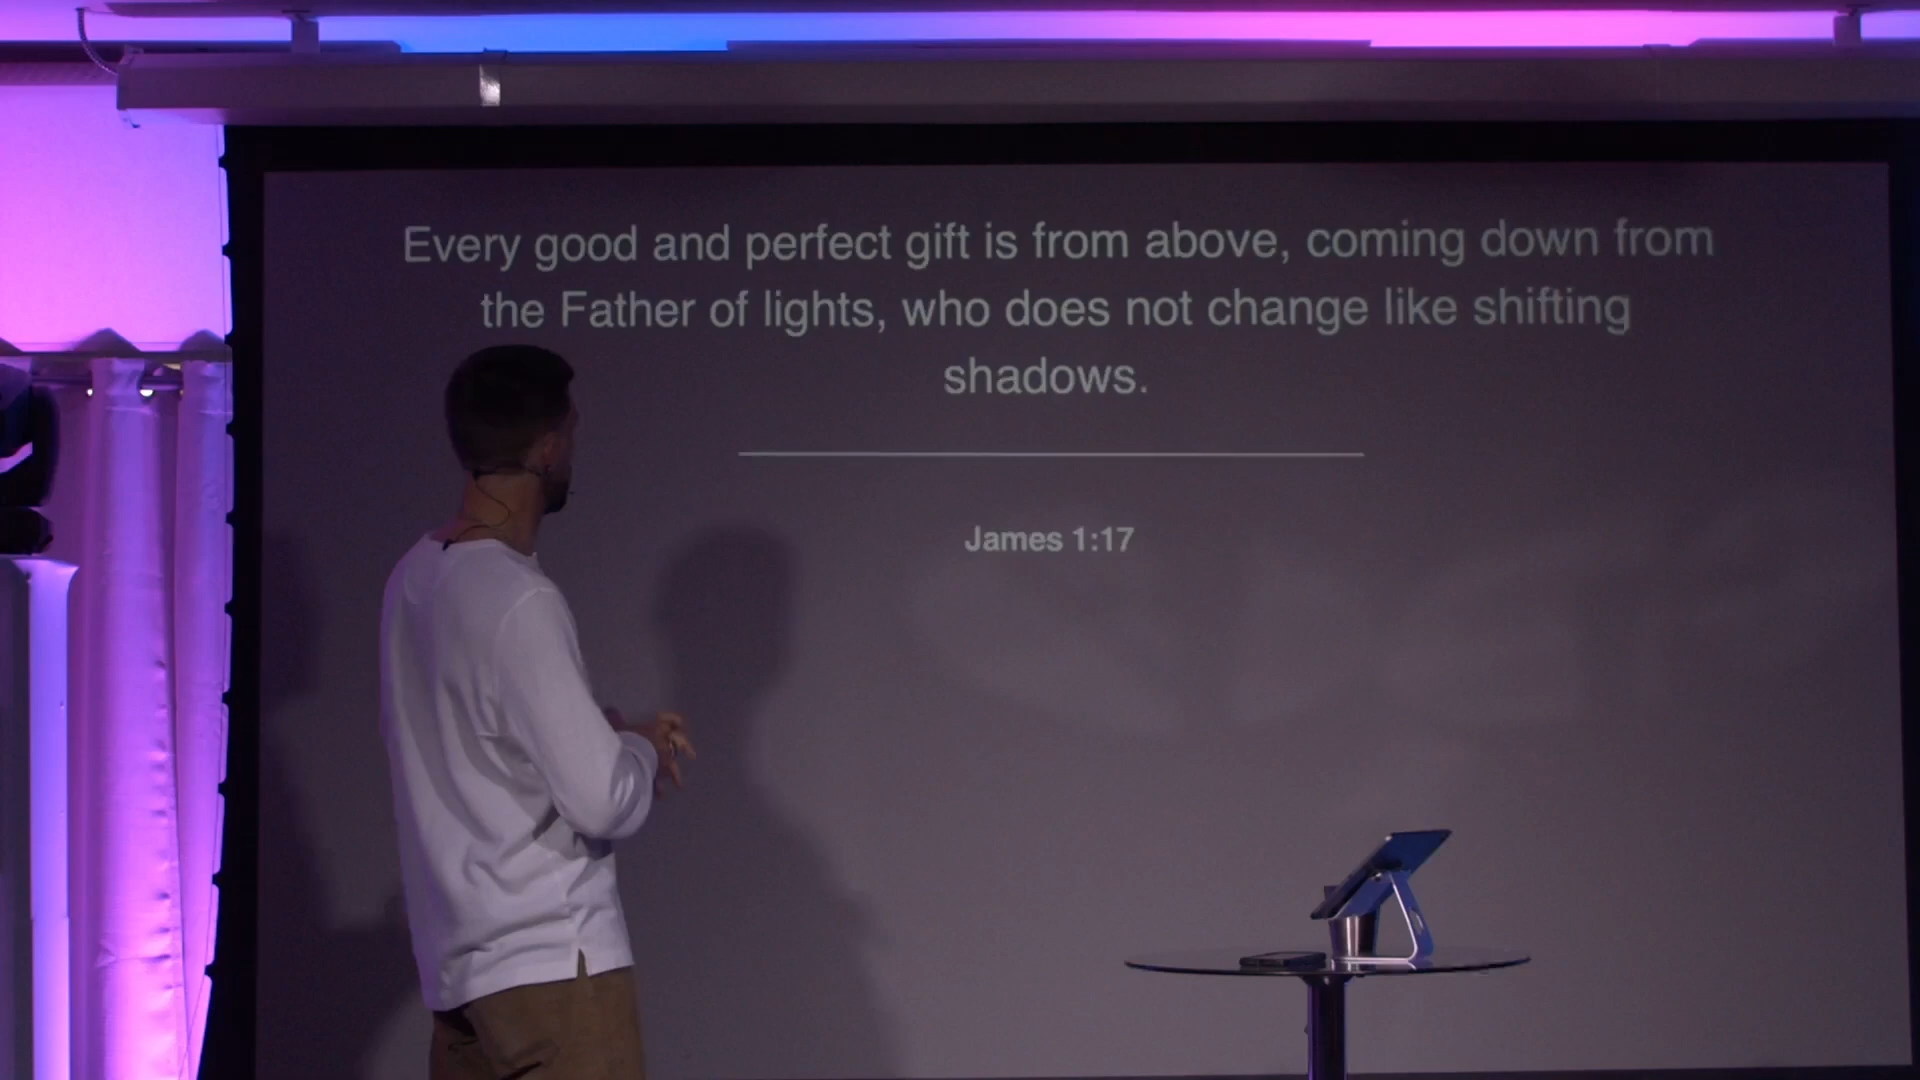 Every good and perfect gift is from above, coming down from
the Father of lights, who does not change like shifting
shadows.
James 1:17